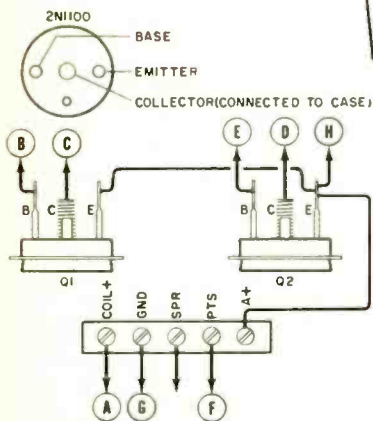 2N1100
BASE
EMITTER
COLLECTOR(CONNECTED TO CASE)
B C E D H
B C E B C E
Q1 Q2
COIL+ GND SPR PTS A+
A G F